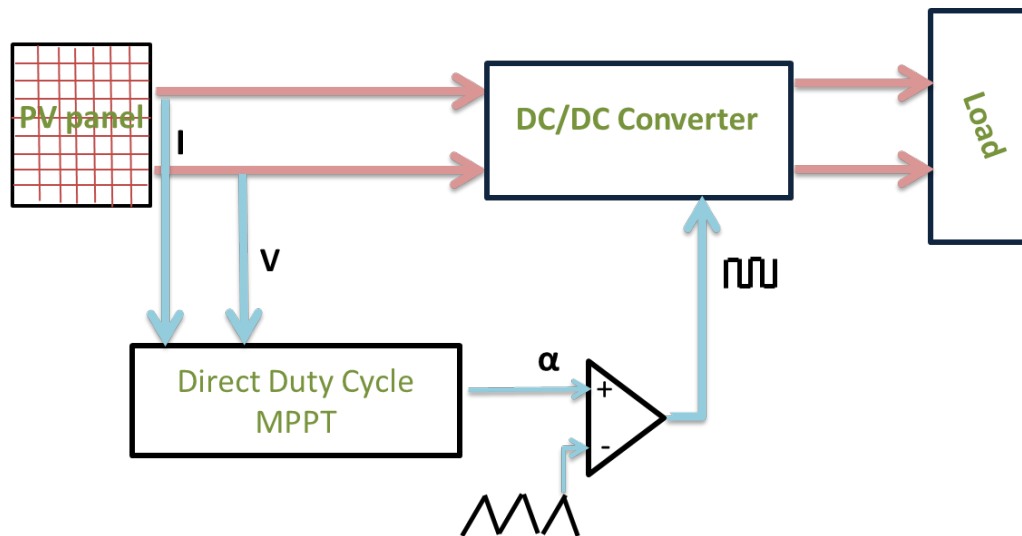 PV panel
DC/DC Converter
Load
I
V
Direct Duty Cycle
MPPT
α
+
-